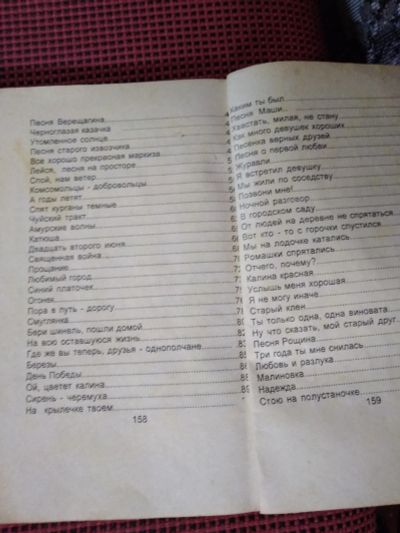 Песня Верещагина
Черноглазая казачка
Утомленное солнце
Песня старого извозчика
Все хорошо прекрасная маркиза
Лейся, песня на просторе
Спой, нам ветер
Комсомольцы - добровольцы
А годы летят
Спят курганы темные
Чуйский тракт
Амурские волны
Катюша
Двадцать второго июня
Священная война
Прощание
Любимый город
Синий платочек
Огонек
Пора в путь - дорогу
Смуглянка
Бери шинель, пошли домой
На всю оставшуюся жизнь
Где же вы теперь, друзья - однополчане
Березы
День Победы
Ой, цветет калина
Сирень - черемуха
На крылечке твоем
158
Каким ты был
Песня Маши
Хвастать, милая, не стану
Как много девушек хороших
Песенка верных друзей
Песня о первой любви
Журавли
Я встретил девушку
Мы жили по соседству
Позвони мне!
Ночной разговор
В городском саду
От людей на деревне не спрятаться
Вот кто - то с горочки спустился
Мы на лодочке катались
Ромашки спрятались
Отчего, почему?
Калина красная
Услышь меня хорошая
Я не могу иначе
Старый клен
Ты только одна, одна виновата
Ну что сказать, мой старый друг
Песня Рощина
Три года ты мне снилась
Любовь и разлука
Малиновка
Надежда
Стою на полустаночке
159